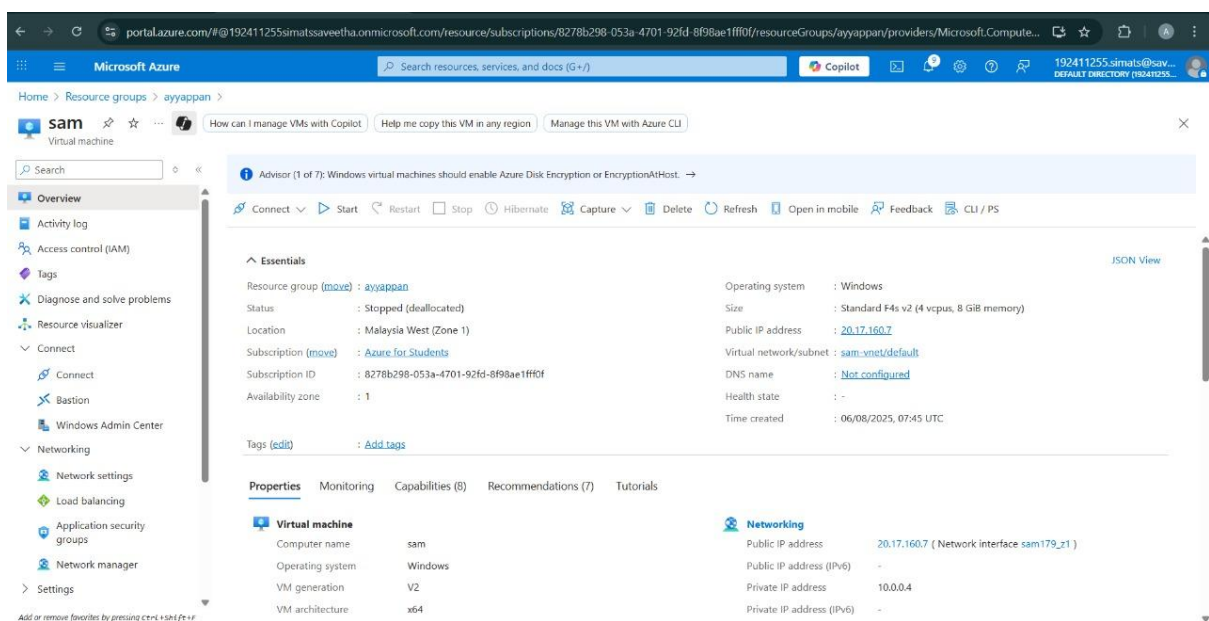 portal.azure.com/#@192411255simatssaveetha.onmicrosoft.com/resource/subscriptions/8278b298-053a-4701-92fd-8f98ae1fff0f/resourceGroups/ayyappan/providers/Microsoft.Compute...
Microsoft Azure
Search resources, services, and docs (G+/)
Copilot
192411255.simats@sav...
DEFAULT DIRECTORY (192411255....
Home > Resource groups > ayyappan >
sam
Virtual machine
How can I manage VMs with Copilot
Help me copy this VM in any region
Manage this VM with Azure CLI
Search
Advisor (1 of 7): Windows virtual machines should enable Azure Disk Encryption or EncryptionAtHost. →
Overview
Activity log
Access control (IAM)
Tags
Diagnose and solve problems
Resource visualizer
Connect
Connect
Bastion
Windows Admin Center
Networking
Network settings
Load balancing
Application security
groups
Network manager
Settings
Add or remove favorites by pressing Ctrl+Shift+F
Connect Start Restart Stop Hibernate Capture Delete Refresh Open in mobile Feedback CLI / PS
Essentials
JSON View
Resource group (move) : ayyappan
Status : Stopped (deallocated)
Location : Malaysia West (Zone 1)
Subscription (move) : Azure for Students
Subscription ID : 8278b298-053a-4701-92fd-8f98ae1fff0f
Availability zone : 1
Operating system : Windows
Size : Standard F4s v2 (4 vcpus, 8 GiB memory)
Public IP address : 20.17.160.7
Virtual network/subnet : sam-vnet/default
DNS name : Not configured
Health state : -
Time created : 06/08/2025, 07:45 UTC
Tags (edit) : Add tags
Properties Monitoring Capabilities (8) Recommendations (7) Tutorials
Virtual machine
Computer name sam
Operating system Windows
VM generation V2
VM architecture x64
Networking
Public IP address 20.17.160.7 ( Network interface sam179_z1 )
Public IP address (IPv6) -
Private IP address 10.0.0.4
Private IP address (IPv6) -